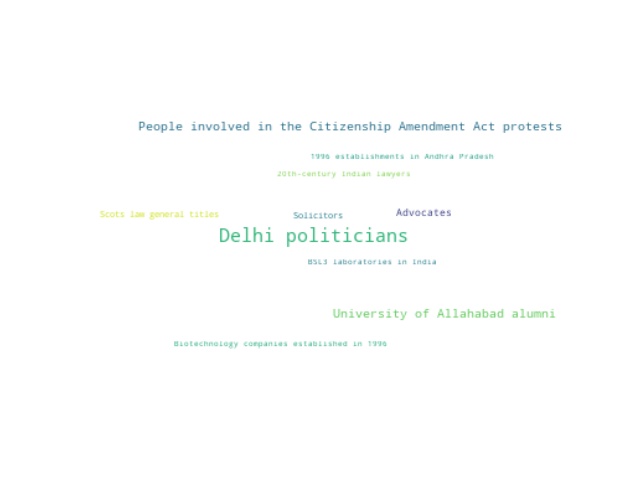 People involved in the Citizenship Amendment Act protests
1996 establishments in Andhra Pradesh
20th-century Indian lawyers
Scots law general titles
Solicitors
Advocates
Delhi politicians
BSL3 laboratories in India
University of Allahabad alumni
Biotechnology companies established in 1996